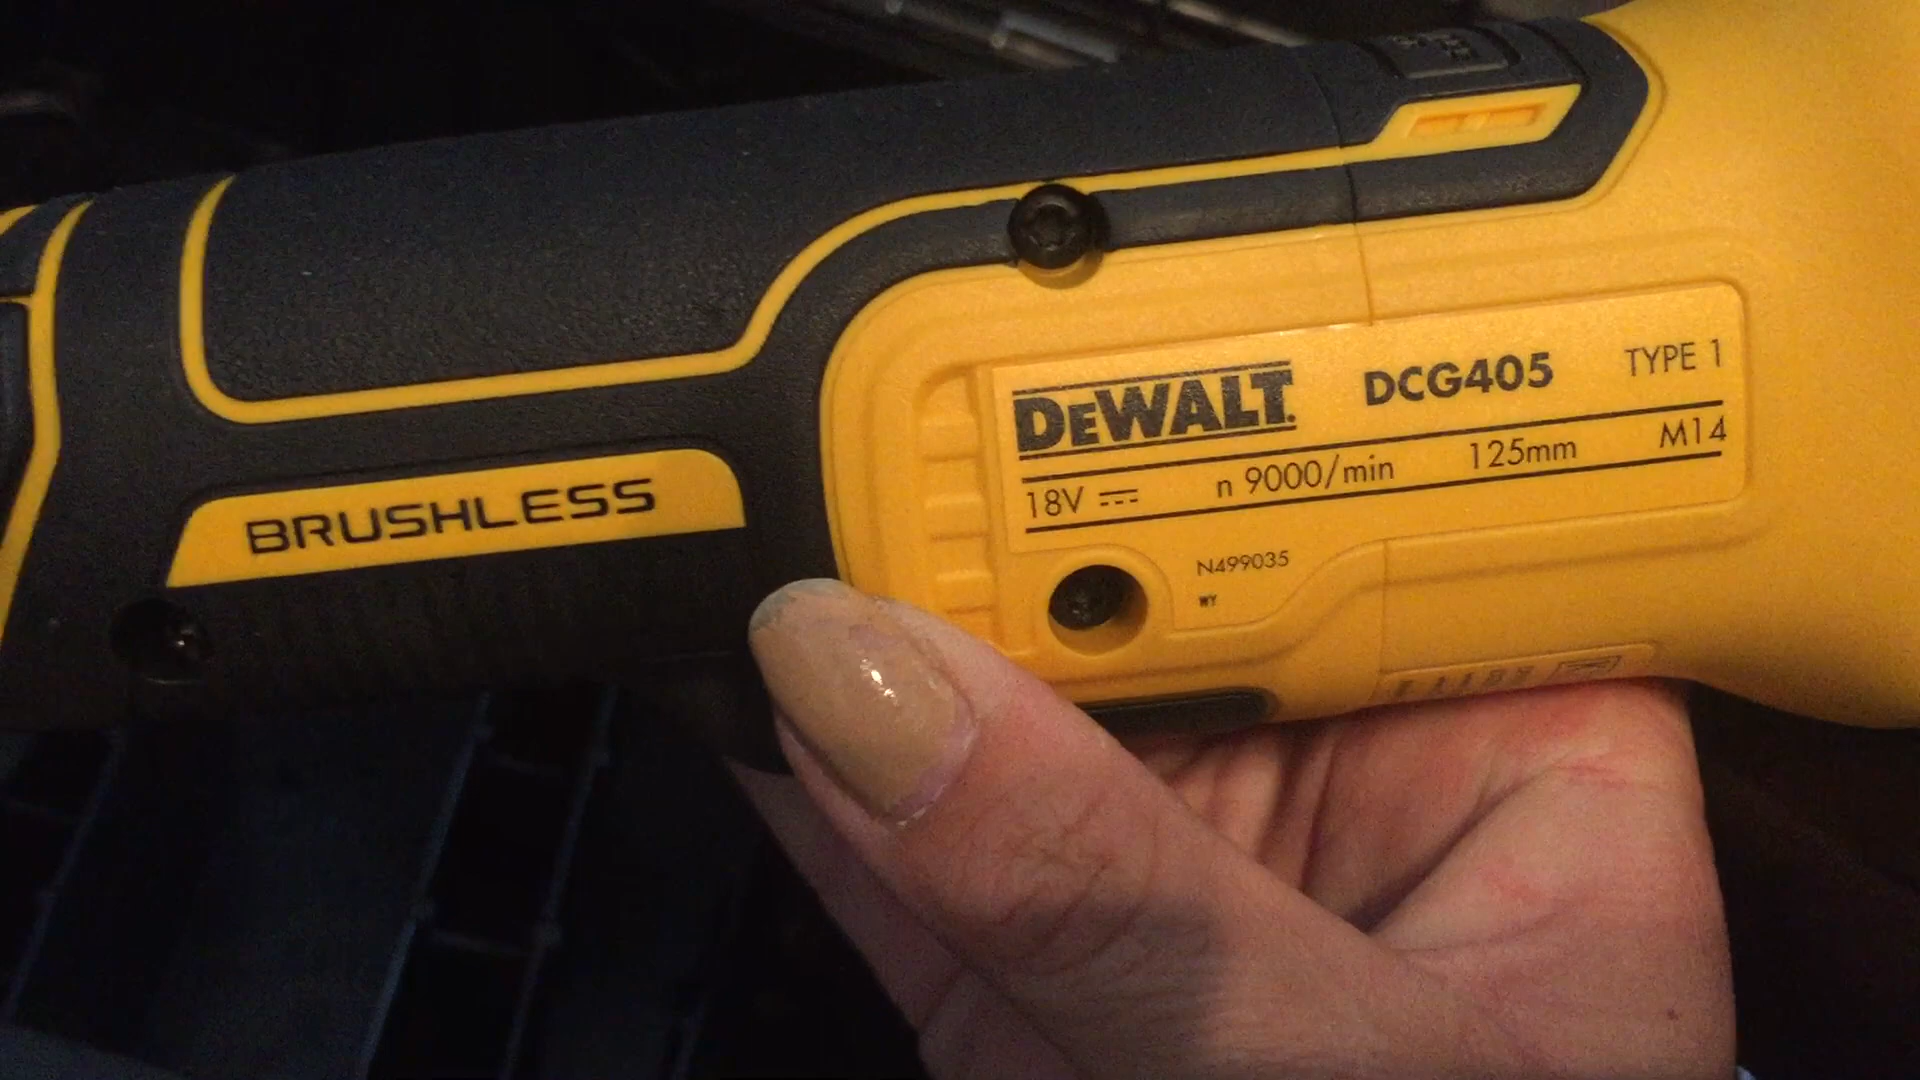 BRUSHLESS
DEWALT DCG405 TYPE 1
18V n 9000/min 125mm M14
N499035
WY